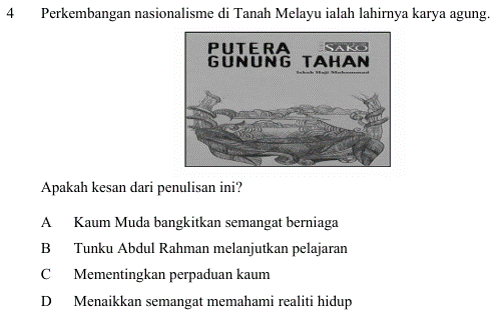 4 Perkembangan nasionalisme di Tanah Melayu ialah lahirnya karya agung.
PUTERA SAKO
GUNUNG TAHAN
Ishak Haji Muhammad
Apakah kesan dari penulisan ini?
A Kaum Muda bangkitkan semangat berniaga
B Tunku Abdul Rahman melanjutkan pelajaran
C Mementingkan perpaduan kaum
D Menaikkan semangat memahami realiti hidup